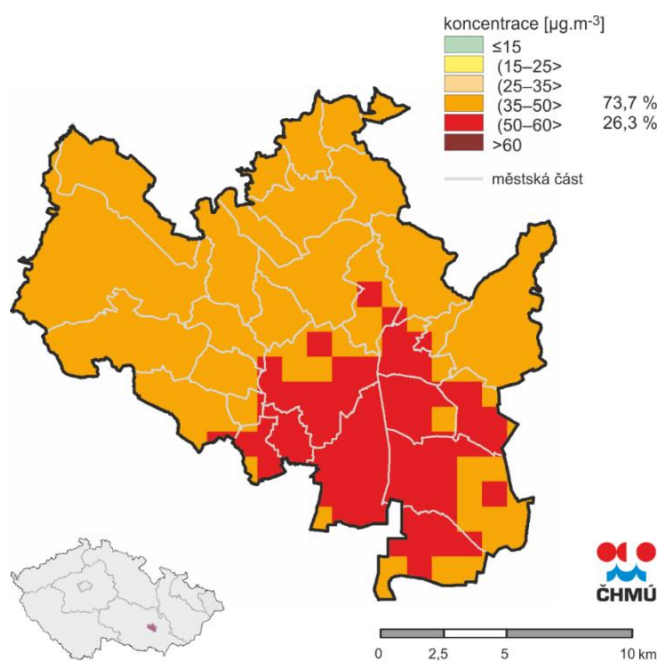 koncentrace [µg.m⁻³]
≤15
(15–25>
(25–35>
(35–50> 73,7 %
(50–60> 26,3 %
>60
městská část
ČHMÚ
0 2,5 5 10 km